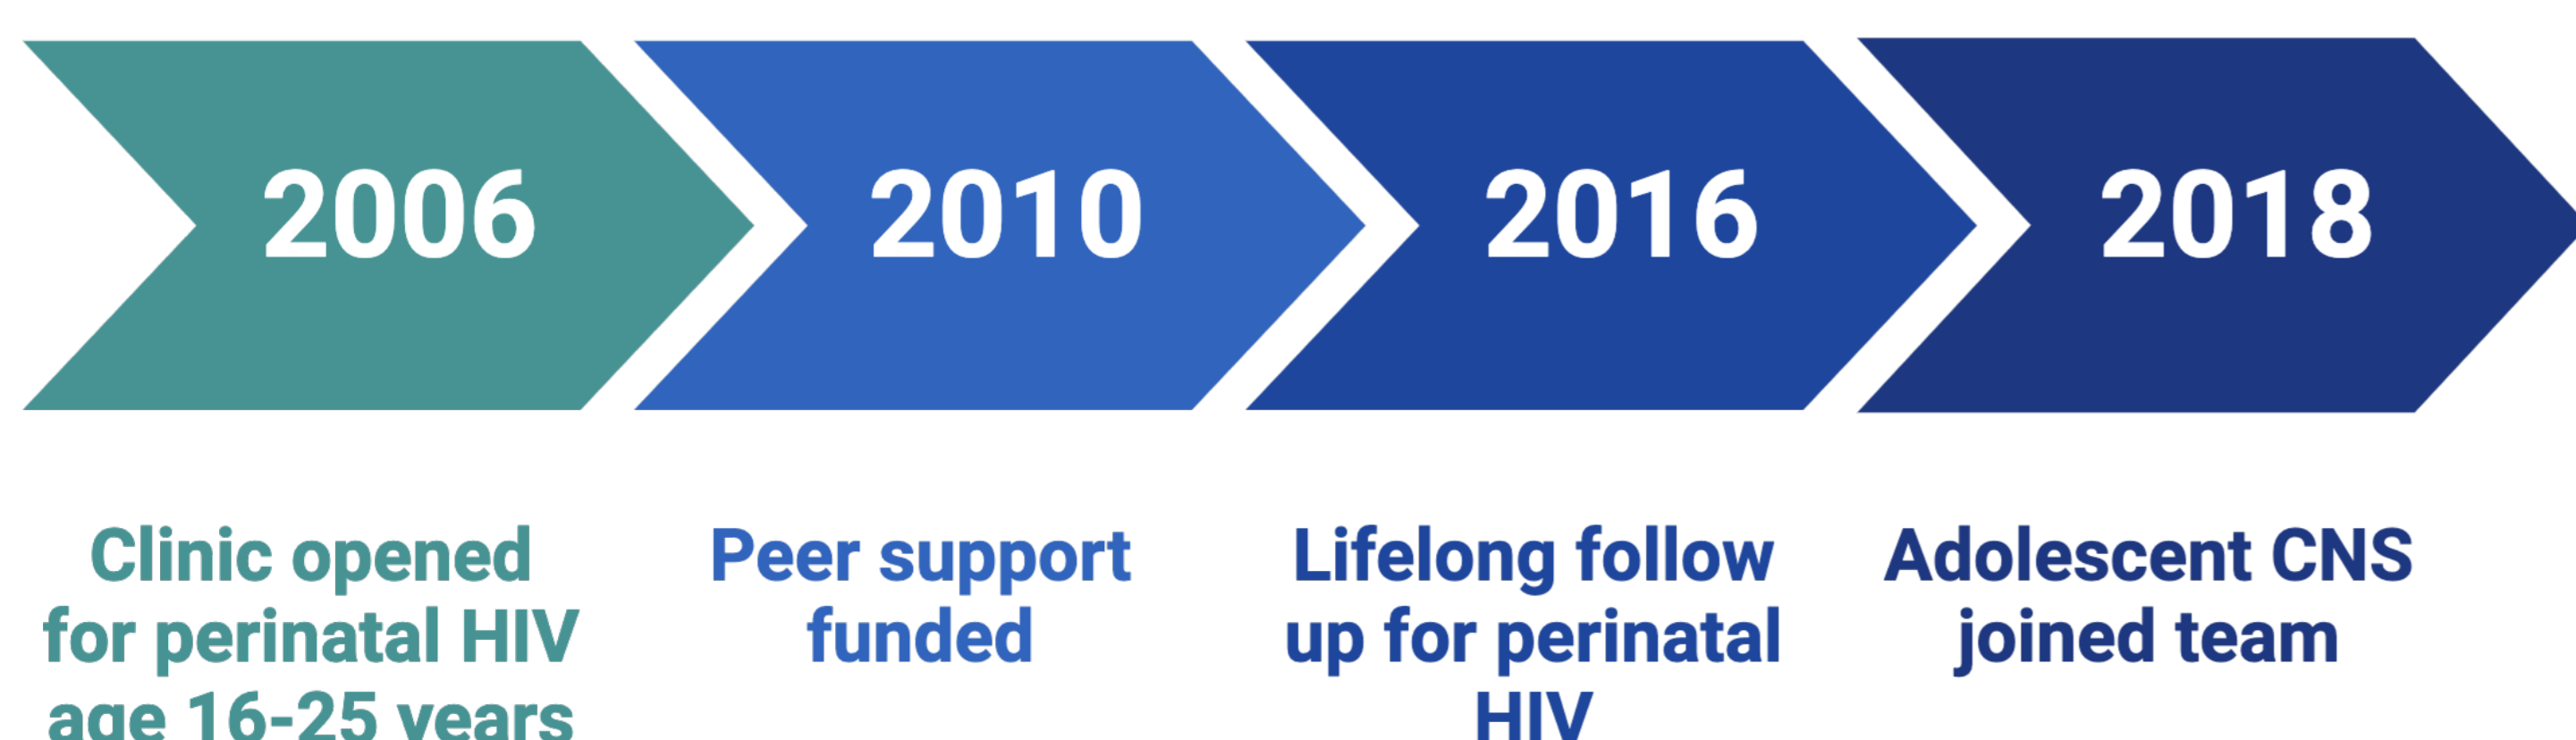 2006
2010
2016
2018
Clinic opened
for perinatal HIV
age 16-25 years
Peer support
funded
Lifelong follow
up for perinatal
HIV
Adolescent CNS
joined team